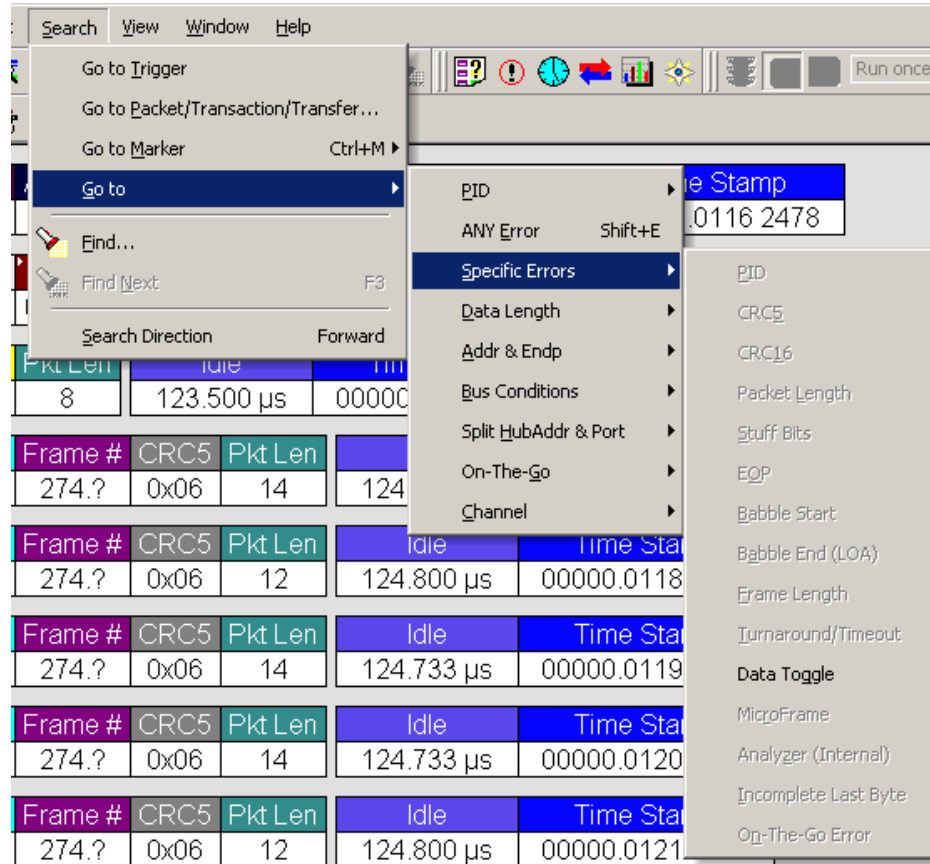 Search View Window Help
Run once
Go to Trigger
Go to Packet/Transaction/Transfer...
Go to Marker Ctrl+M
Go to
Find...
Find Next F3
Search Direction Forward
PID
ANY Error Shift+E
Specific Errors
Data Length
Addr & Endp
Bus Conditions
Split HubAddr & Port
On-The-Go
Channel
PID
CRC5
CRC16
Packet Length
Stuff Bits
EOP
Babble Start
Babble End (LOA)
Frame Length
Turnaround/Timeout
Data Toggle
MicroFrame
Analyzer (Internal)
Incomplete Last Byte
On-The-Go Error
Stamp
.0116 2478
Pkt Len Idle
8 123.500 µs 00000
Frame # CRC5 Pkt Len
274.? 0x06 14 124
Frame # CRC5 Pkt Len Idle Time Sta
274.? 0x06 12 124.800 µs 00000.0118
Frame # CRC5 Pkt Len Idle Time Sta
274.? 0x06 14 124.733 µs 00000.0119
Frame # CRC5 Pkt Len Idle Time Sta
274.? 0x06 14 124.733 µs 00000.0120
Frame # CRC5 Pkt Len Idle Time Sta
274.? 0x06 12 124.800 µs 00000.0121